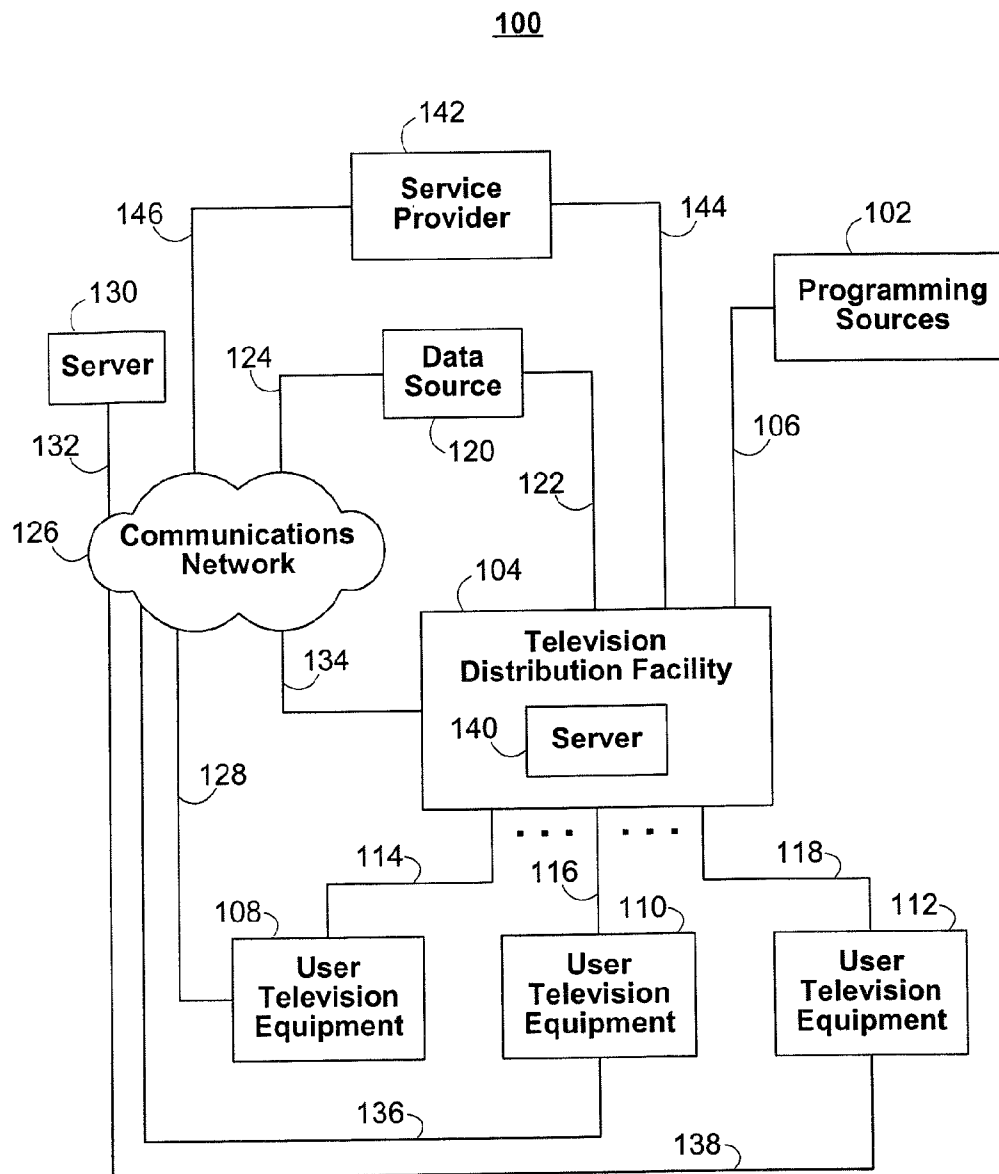 100
142
Service
Provider
146
144
102
Programming
Sources
130
Server
124
Data
Source
120
106
132
122
126
Communications
Network
104
Television
Distribution Facility
134
140
Server
128
114
116
118
108
User
Television
Equipment
110
User
Television
Equipment
112
User
Television
Equipment
136
138